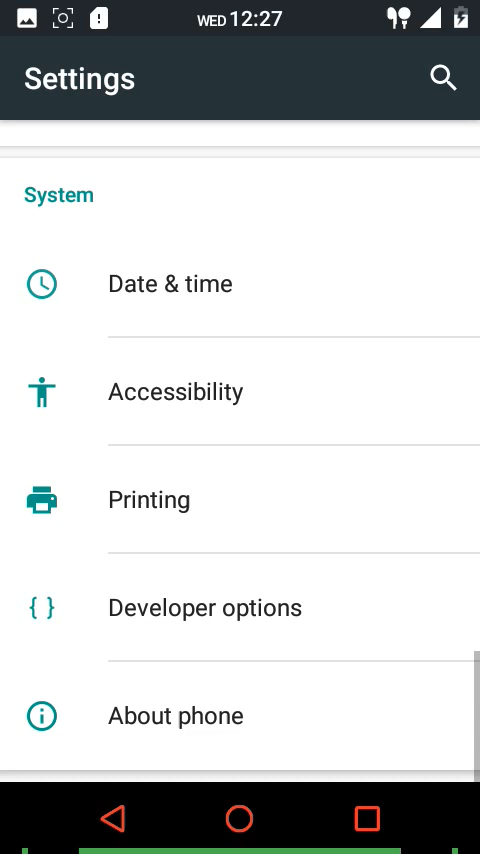 WED 12:27
Settings
System
Date & time
Accessibility
Printing
{ } Developer options
About phone